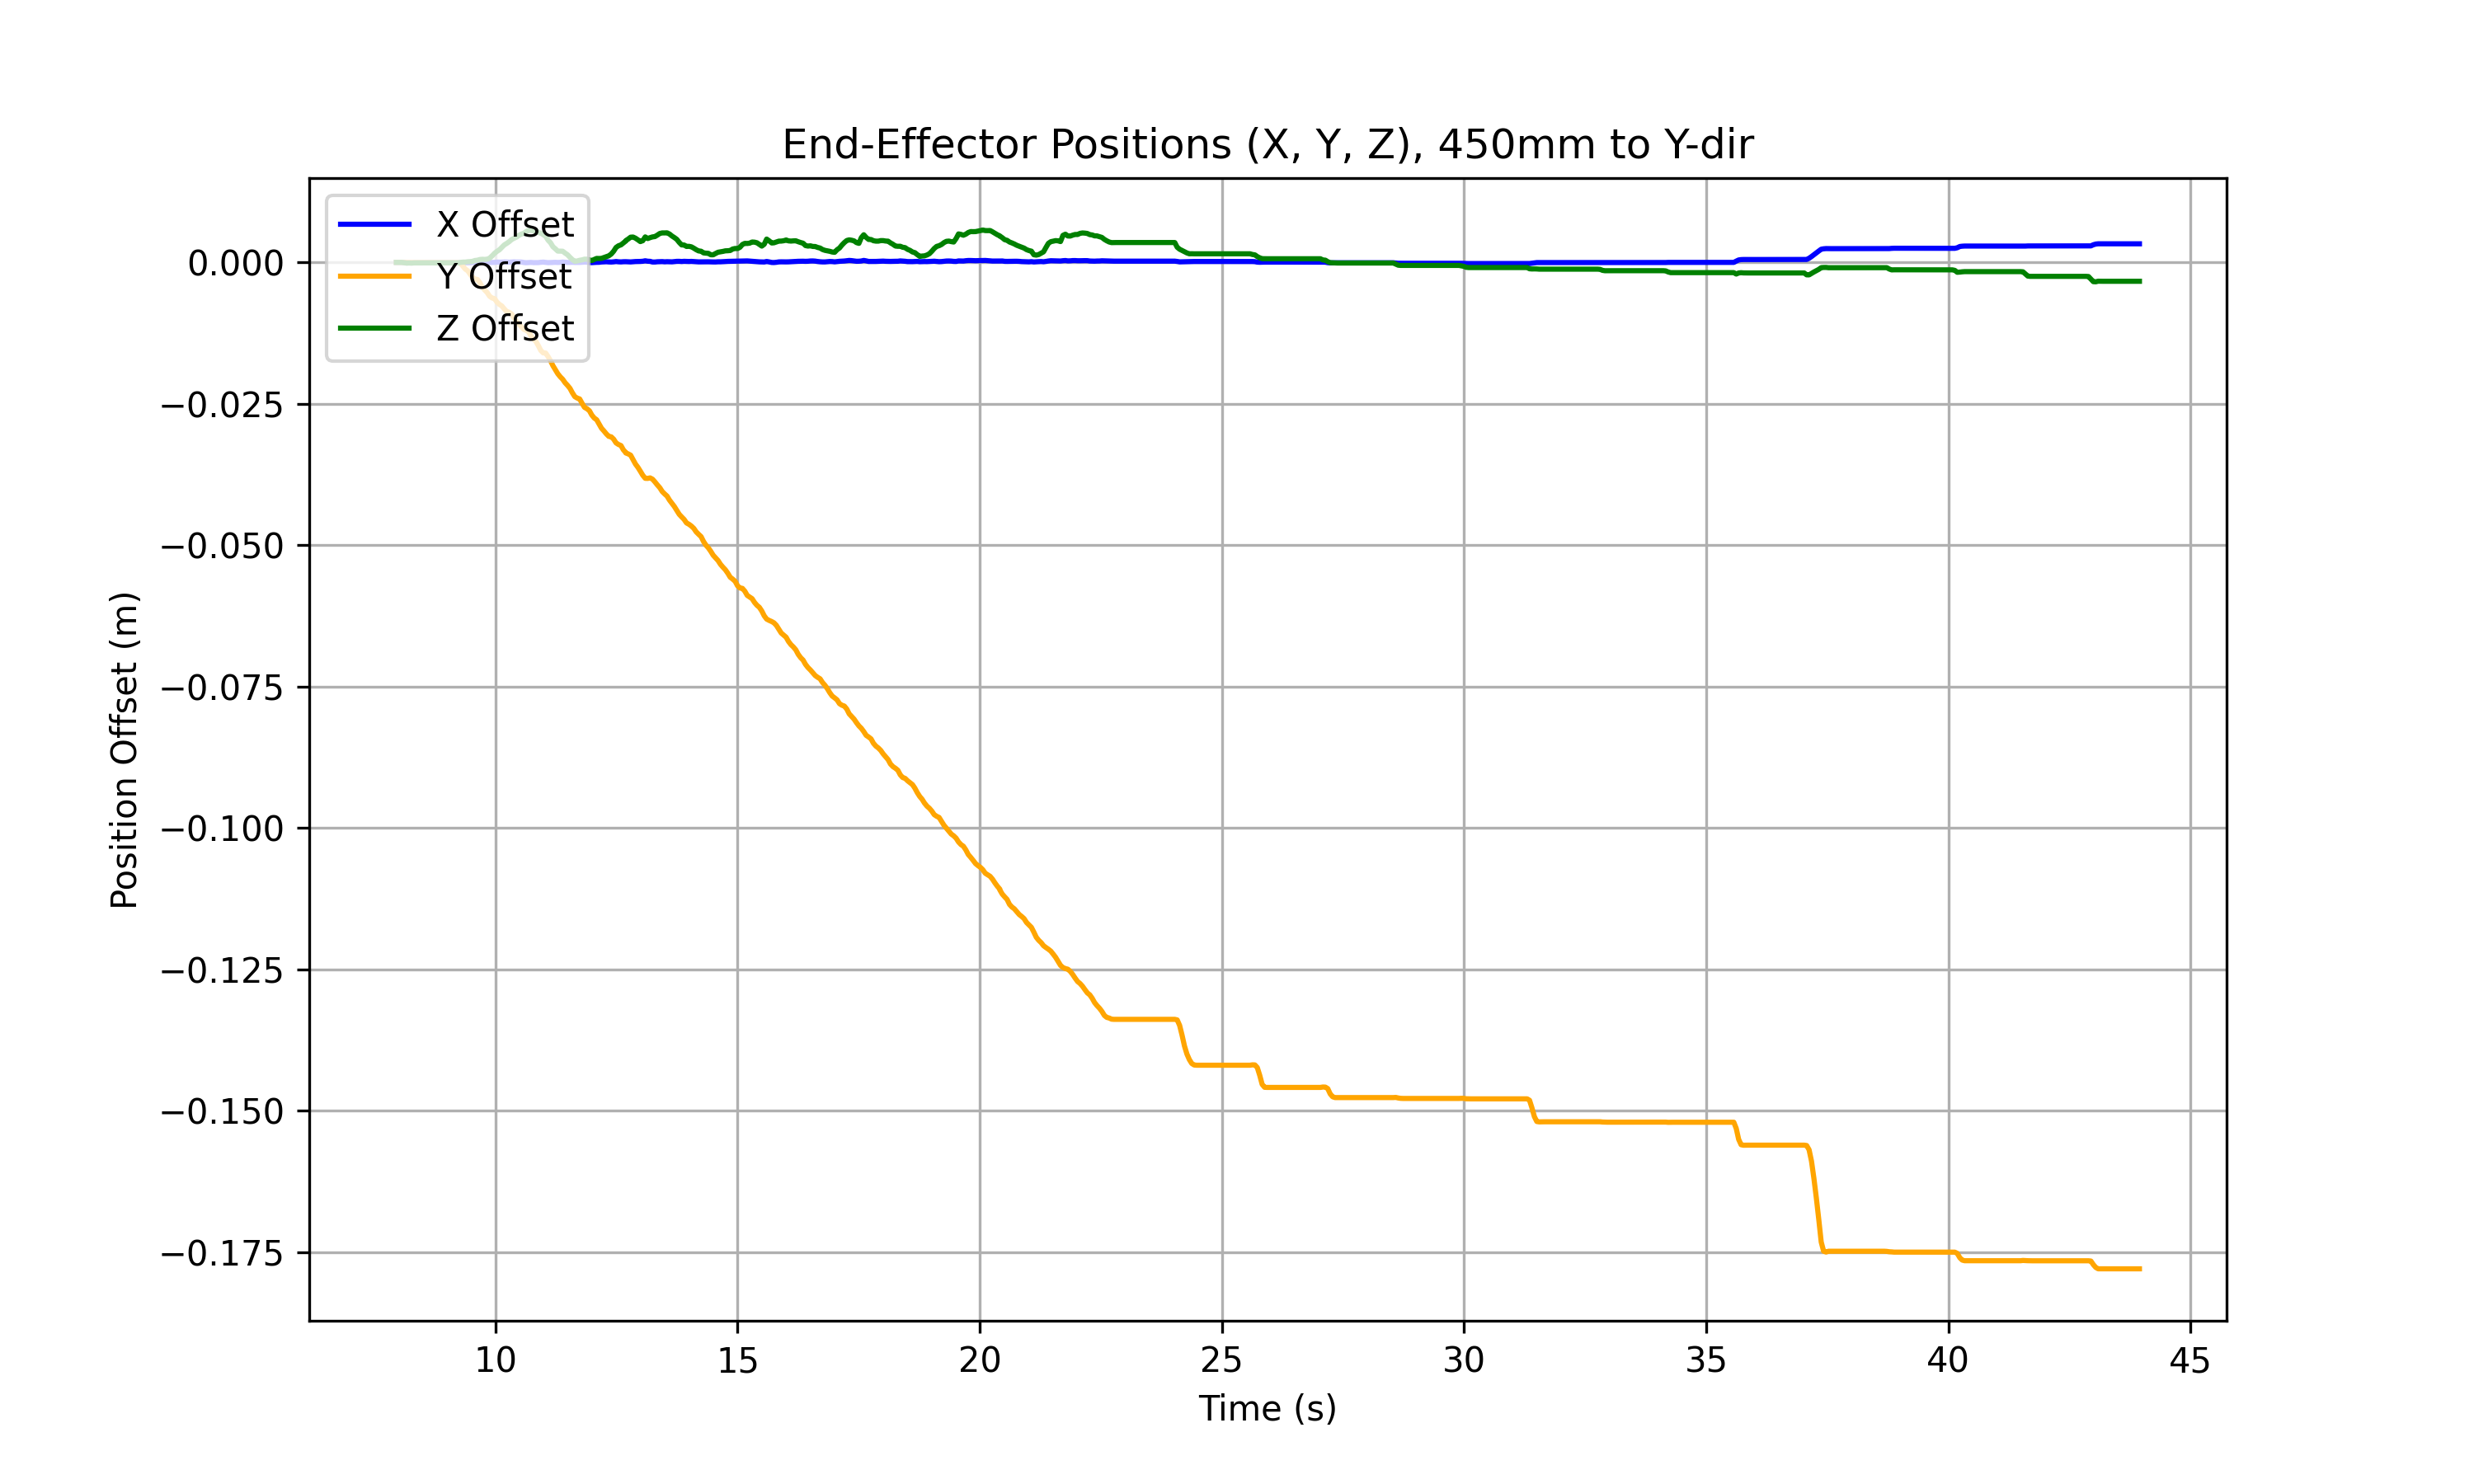 End-Effector Positions (X, Y, Z), 450mm to Y-dir
X Offset
Y Offset
Z Offset
0.000
−0.025
−0.050
−0.075
−0.100
−0.125
−0.150
−0.175
Position Offset (m)
10 15 20 25 30 35 40 45
Time (s)